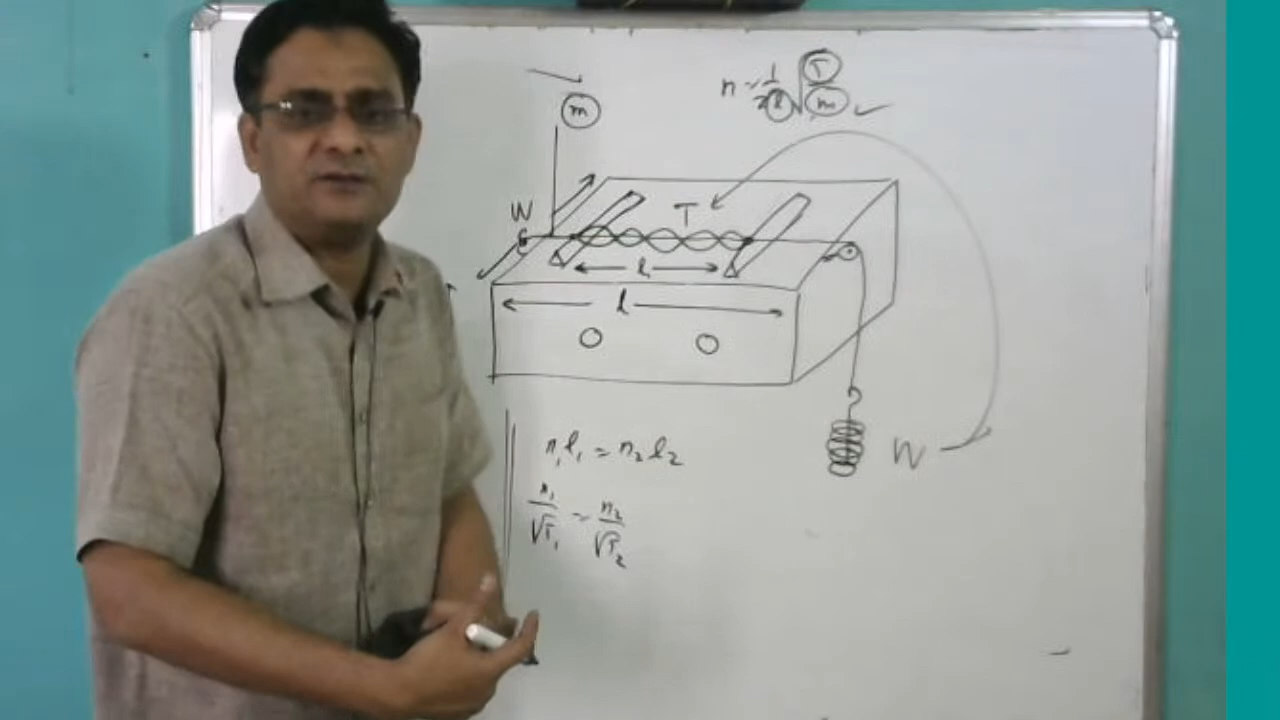 n = 1/2l √T/m
m
W
T
l
l
W
n₁l₁ = n₂l₂
n₁/√T₁ = n₂/√T₂